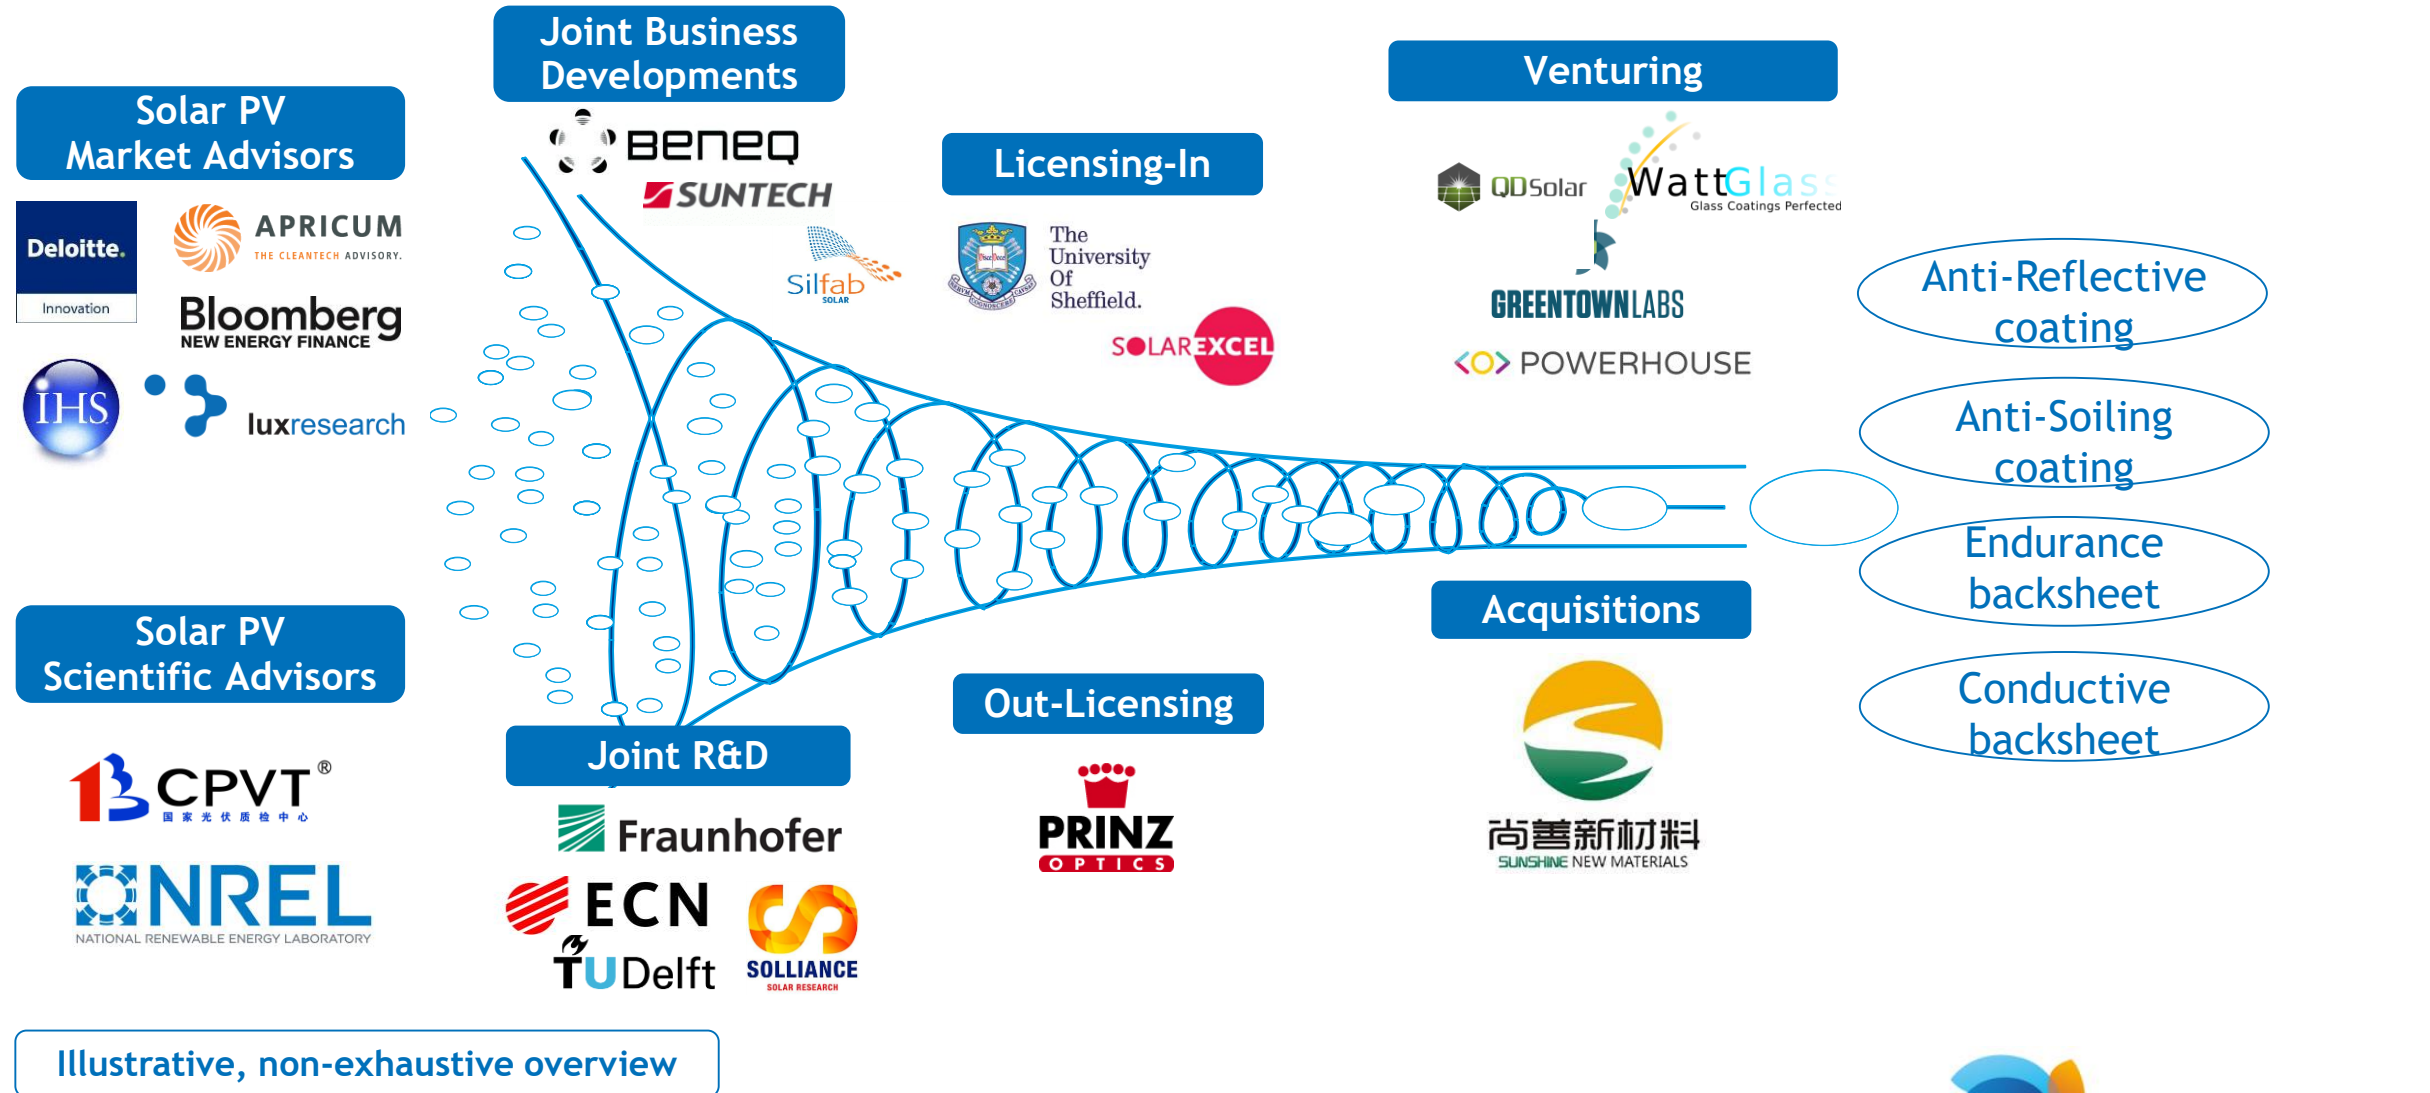 Joint Business
Developments
Venturing
Solar PV
Market Advisors
Licensing-In
BENEQ
SUNTECH
QDSolar
WattGlass
Glass Coatings Perfected
Deloitte.
Innovation
APRICUM
THE CLEANTECH ADVISORY.
Bloomberg
NEW ENERGY FINANCE
IHS
luxresearch
Silfab
SOLAR
The
University
Of
Sheffield.
SOLAREXCEL
GREENTOWNLABS
POWERHOUSE
Anti-Reflective
coating
Anti-Soiling
coating
Endurance
backsheet
Conductive
backsheet
Solar PV
Scientific Advisors
Acquisitions
Out-Licensing
Joint R&D
CPVT®
国家光伏质检中心
NREL
NATIONAL RENEWABLE ENERGY LABORATORY
Fraunhofer
ECN
TUDelft
SOLLIANCE
SOLAR RESEARCH
PRINZ
OPTICS
尚善新材料
SUNSHINE NEW MATERIALS
Illustrative, non-exhaustive overview